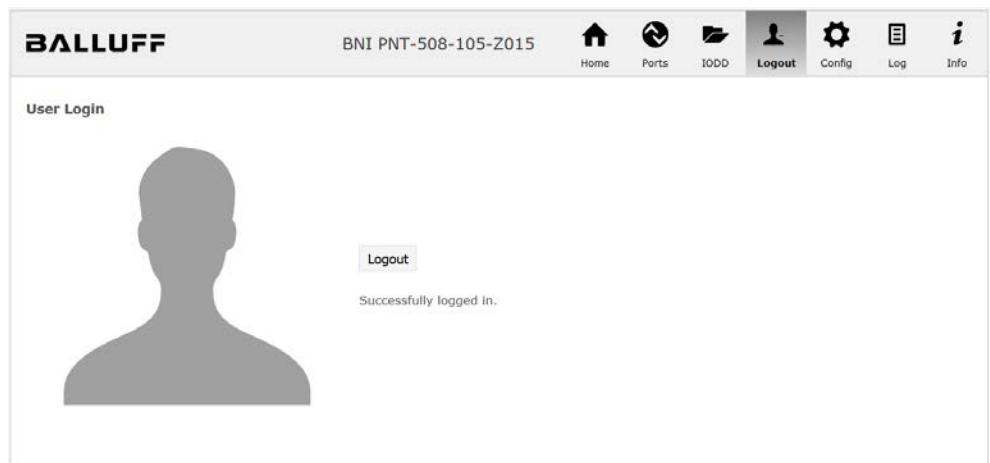 BALLUFF
BNI PNT-508-105-Z015
Home Ports IODD Logout Config Log Info
User Login
Logout
Successfully logged in.